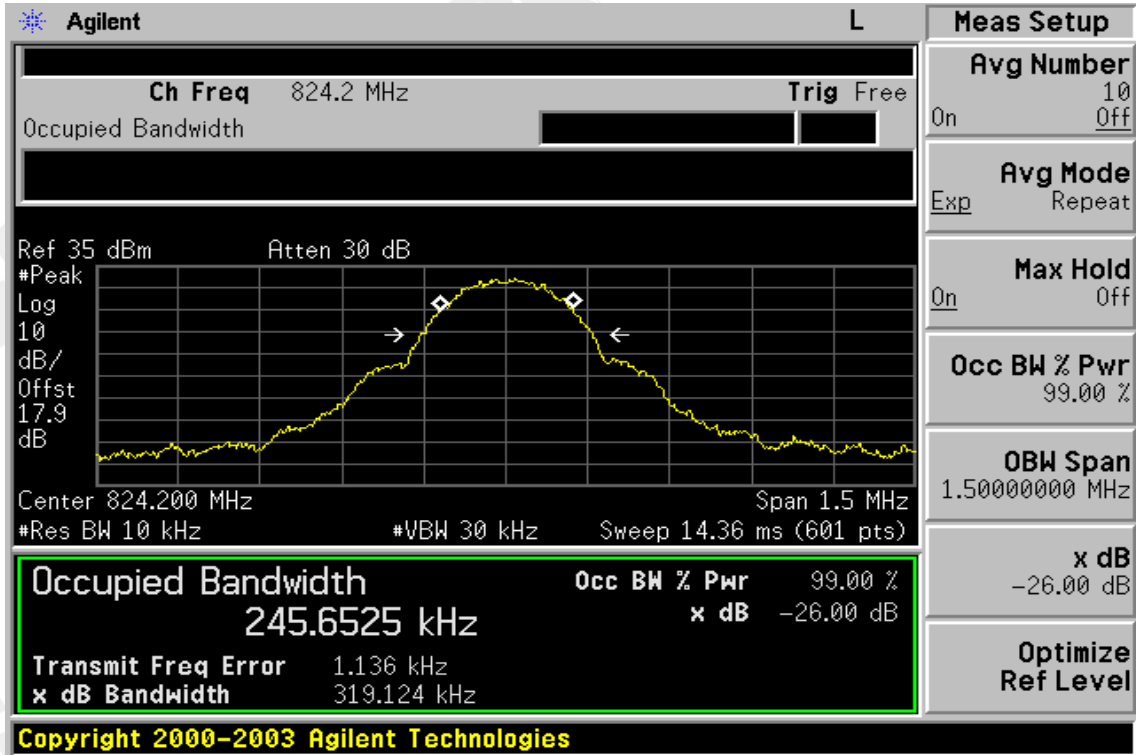 Agilent L Meas Setup
Ch Freq 824.2 MHz Trig Free
Occupied Bandwidth
Ref 35 dBm Atten 30 dB
#Peak
Log
10
dB/
Offst
17.9
dB
Center 824.200 MHz Span 1.5 MHz
#Res BW 10 kHz #VBW 30 kHz Sweep 14.36 ms (601 pts)
Occupied Bandwidth Occ BW % Pwr 99.00 %
245.6525 kHz x dB -26.00 dB
Transmit Freq Error 1.136 kHz
x dB Bandwidth 319.124 kHz
Avg Number
10
On Off
Avg Mode
Exp Repeat
Max Hold
On Off
Occ BW % Pwr
99.00 %
OBW Span
1.50000000 MHz
x dB
-26.00 dB
Optimize
Ref Level
Copyright 2000-2003 Agilent Technologies